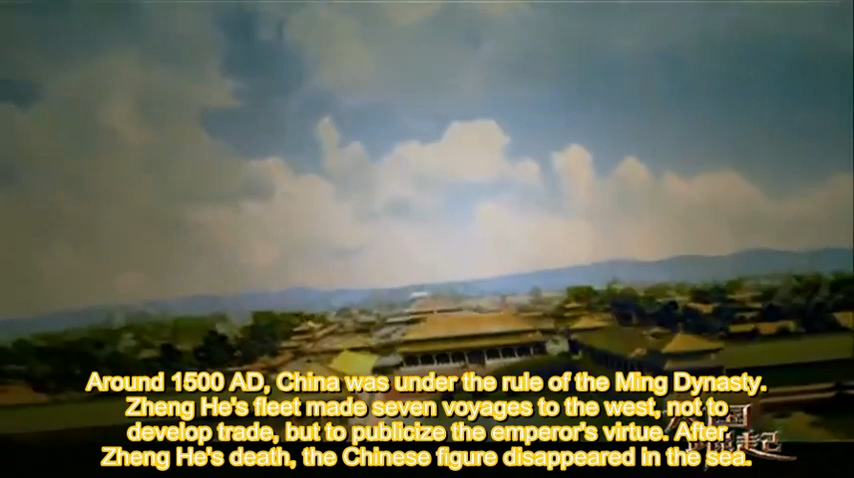 Around 1500 AD, China was under the rule of the Ming Dynasty.
Zheng He's fleet made seven voyages to the west, not to
develop trade, but to publicize the emperor's virtue. After
Zheng He's death, the Chinese figure disappeared in the sea.